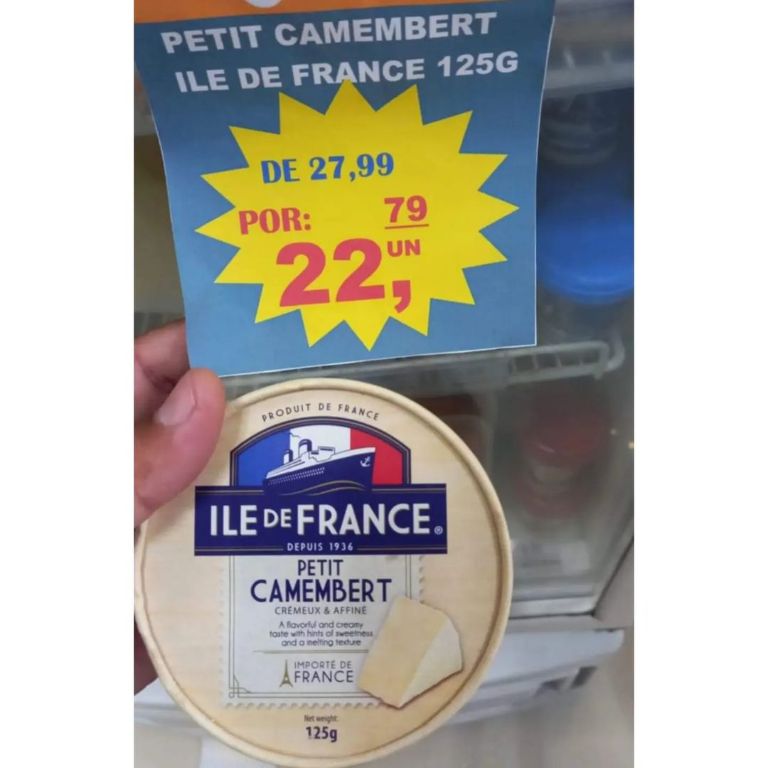 PETIT CAMEMBERT
ILE DE FRANCE 125G
DE 27,99
POR: 79
22, UN
PRODUIT DE FRANCE
ILE DE FRANCE®
DEPUIS 1936
PETIT
CAMEMBERT
CRÉMEUX & AFFINÉ
A flavorful and creamy
taste with hints of sweetness
and a melting texture
IMPORTÉ DE
FRANCE
Net weight:
125g